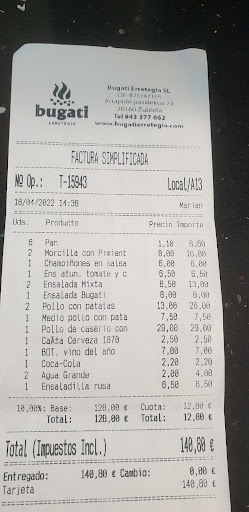 bugati
ERRETEGIA
Bugati Erretegia SL
CIF: B75147165
Arrapide pasalekua 23
20160 Zubieta
Tel 943 377 662
www.bugatierretegia.com
FACTURA SIMPLIFICADA
Nº Op.: T-15943 Local/A13
18/04/2022 14:36 Marian
Uds. Producto Precio Importe
6 Pan 1,10 6,60
2 Morcilla con Piment 8,00 16,00
1 Champiñones en salsa 6,00 6,00
1 Ens atun, tomate y c 6,50 6,50
2 Ensalada Mixta 6,50 13,00
1 Ensalada Bugati 8,00 8,00
2 Pollo con patatas 13,00 26,00
1 Medio pollo con pata 7,50 7,50
1 Pollo de caserio con 29,00 29,00
1 CaÃ±a Cerveza 1870 2,50 2,50
1 BOT. vino del año 7,00 7,00
1 Coca-Cola 2,20 2,20
2 Agua Grande 2,00 4,00
1 Ensaladilla rusa 6,50 6,50
10,00%: Base: 128,00 € Cuota: 12,80 €
Total: 128,00 € Total: 12,80 €
Total (Impuestos Incl.) 140,80 €
Entregado: 140,80 € Cambio: 0,00 €
Tarjeta 140,80 €